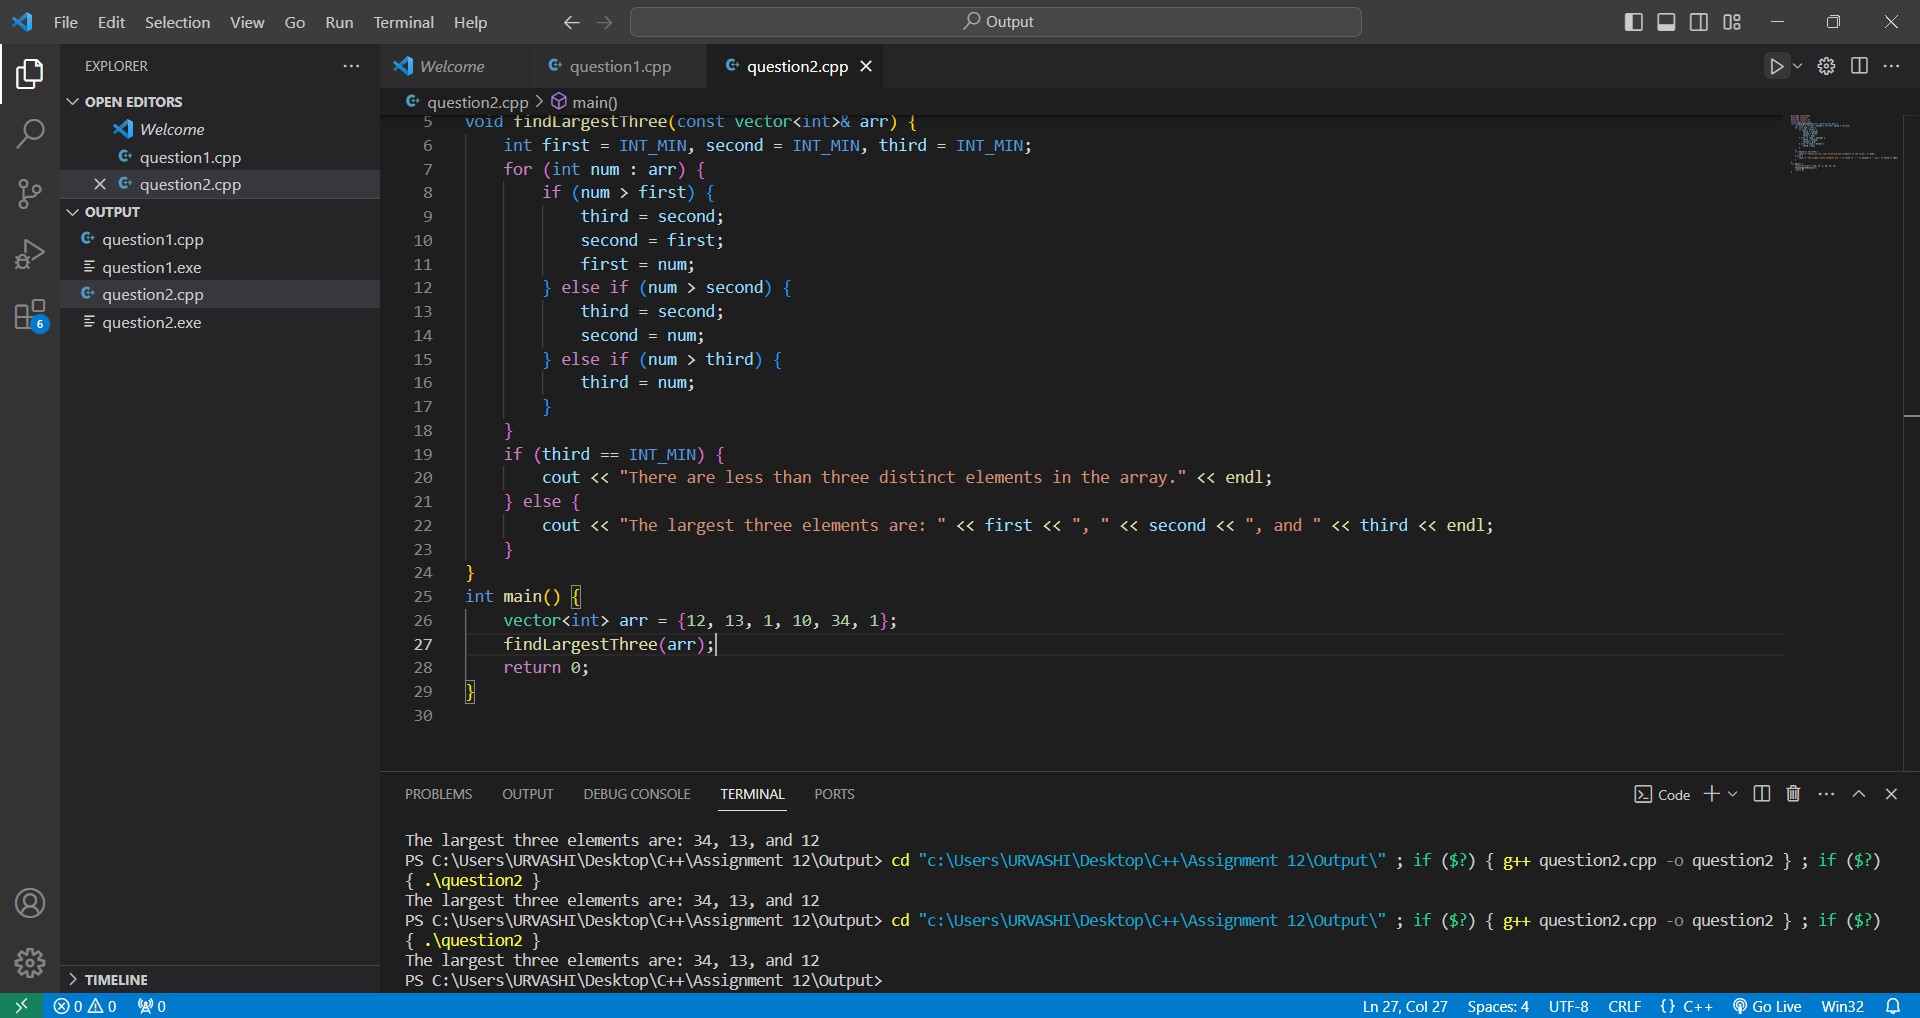 File Edit Selection View Go Run Terminal Help
Output
EXPLORER
OPEN EDITORS
Welcome
question1.cpp
question2.cpp
OUTPUT
question1.cpp
question1.exe
question2.cpp
question2.exe
TIMELINE
6
Welcome question1.cpp question2.cpp
question2.cpp > main()
5 void findLargestThree(const vector<int>& arr) {
6 int first = INT_MIN, second = INT_MIN, third = INT_MIN;
7 for (int num : arr) {
8 if (num > first) {
9 third = second;
10 second = first;
11 first = num;
12 } else if (num > second) {
13 third = second;
14 second = num;
15 } else if (num > third) {
16 third = num;
17 }
18 }
19 if (third == INT_MIN) {
20 cout << "There are less than three distinct elements in the array." << endl;
21 } else {
22 cout << "The largest three elements are: " << first << ", " << second << ", and " << third << endl;
23 }
24 }
25 int main() {
26 vector<int> arr = {12, 13, 1, 10, 34, 1};
27 findLargestThree(arr);
28 return 0;
29 }
30
PROBLEMS OUTPUT DEBUG CONSOLE TERMINAL PORTS
Code
The largest three elements are: 34, 13, and 12
PS C:\Users\URVASHI\Desktop\C++\Assignment 12\Output> cd "c:\Users\URVASHI\Desktop\C++\Assignment 12\Output\" ; if ($?) { g++ question2.cpp -o question2 } ; if ($?)
{ .\question2 }
The largest three elements are: 34, 13, and 12
PS C:\Users\URVASHI\Desktop\C++\Assignment 12\Output> cd "c:\Users\URVASHI\Desktop\C++\Assignment 12\Output\" ; if ($?) { g++ question2.cpp -o question2 } ; if ($?)
{ .\question2 }
The largest three elements are: 34, 13, and 12
PS C:\Users\URVASHI\Desktop\C++\Assignment 12\Output>
0 0 0
Ln 27, Col 27 Spaces: 4 UTF-8 CRLF {} C++ Go Live Win32